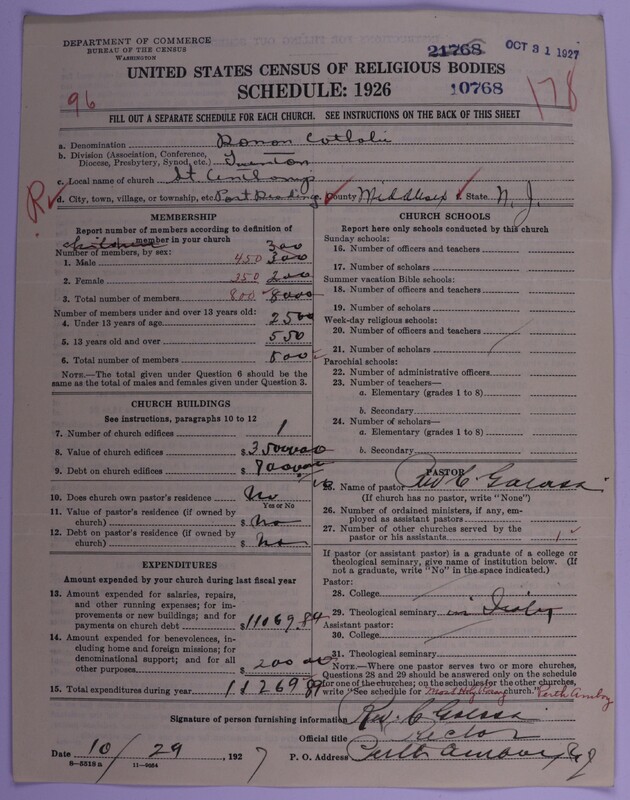 DEPARTMENT OF COMMERCE
BUREAU OF THE CENSUS
WASHINGTON
21768
OCT 31 1927
UNITED STATES CENSUS OF RELIGIOUS BODIES
SCHEDULE: 1926
10768
96
178
FILL OUT A SEPARATE SCHEDULE FOR EACH CHURCH. SEE INSTRUCTIONS ON THE BACK OF THIS SHEET
a. Denomination Roman Catholic
b. Division (Association, Conference, Diocese, Presbytery, Synod, etc.) Trenton
c. Local name of church St
d. City, town, village, or township, etc. Port Reading County Middlesex State N. J.
R
MEMBERSHIP
Report number of members according to definition of member in your church
children
Number of members, by sex: 300
1. Male 450 300
2. Female 350 200
3. Total number of members 800 8000
Number of members under and over 13 years old:
4. Under 13 years of age 2500
5. 13 years old and over 550
6. Total number of members 800
NOTE.—The total given under Question 6 should be the same as the total of males and females given under Question 3.
CHURCH BUILDINGS
See instructions, paragraphs 10 to 12
7. Number of church edifices 1
8. Value of church edifices $
9. Debt on church edifices $
10. Does church own pastor's residence No
Yes or No
11. Value of pastor's residence (if owned by church) $ No
12. Debt on pastor's residence (if owned by church) $ No
EXPENDITURES
Amount expended by your church during last fiscal year
13. Amount expended for salaries, repairs, and other running expenses; for improvements or new buildings; and for payments on church debt $11069.89
14. Amount expended for benevolences, including home and foreign missions; for denominational support; and for all other purposes $ 200 00
15. Total expenditures during year 11269.89
CHURCH SCHOOLS
Report here only schools conducted by this church
Sunday schools:
16. Number of officers and teachers
17. Number of scholars
Summer vacation Bible schools:
18. Number of officers and teachers
19. Number of scholars
Week-day religious schools:
20. Number of officers and teachers
21. Number of scholars
Parochial schools:
22. Number of administrative officers
23. Number of teachers—
a. Elementary (grades 1 to 8)
b. Secondary
24. Number of scholars—
a. Elementary (grades 1 to 8)
b. Secondary
PASTOR
25. Name of pastor Rev. C
(If church has no pastor, write "None")
26. Number of ordained ministers, if any, employed as assistant pastors
27. Number of other churches served by the pastor or his assistants 1
If pastor (or assistant pastor) is a graduate of a college or theological seminary, give name of institution below. (If not a graduate, write "No" in the space indicated.)
Pastor:
28. College
29. Theological seminary in Italy
Assistant pastor:
30. College
31. Theological seminary
NOTE.—Where one pastor serves two or more churches, Questions 28 and 29 should be answered only on the schedule for one of the churches; on the schedules for the other churches, write "See schedule for Most Holy Rosary church." Perth Amboy
Signature of person furnishing information Rev. C
Official title Rector
Date 10/29, 1927 P. O. Address Perth Amboy N J
8—5518 a 11—9684